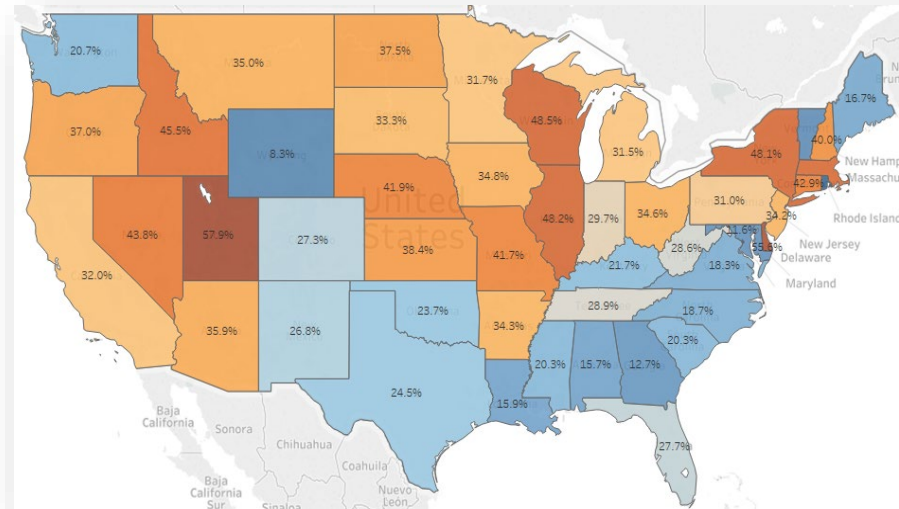 20.7%
35.0%
37.5%
31.7%
16.7%
37.0%
45.5%
8.3%
33.3%
48.5%
31.5%
48.1%
40.0%
New Hamp
Massachu
42.9%
Rhode Island
41.9%
34.8%
31.0%
34.2%
New Jersey
Delaware
Maryland
United
States
43.8%
57.9%
27.3%
38.4%
41.7%
48.2%
29.7%
34.6%
28.6%
55.6%
32.0%
21.7%
18.3%
35.9%
26.8%
23.7%
34.3%
28.9%
18.7%
20.3%
24.5%
15.9%
20.3%
15.7%
12.7%
27.7%
Baja
California
Sonora
Chihuahua
Coahuila
Baja
California
Sur
Nuevo
León
Sinaloa